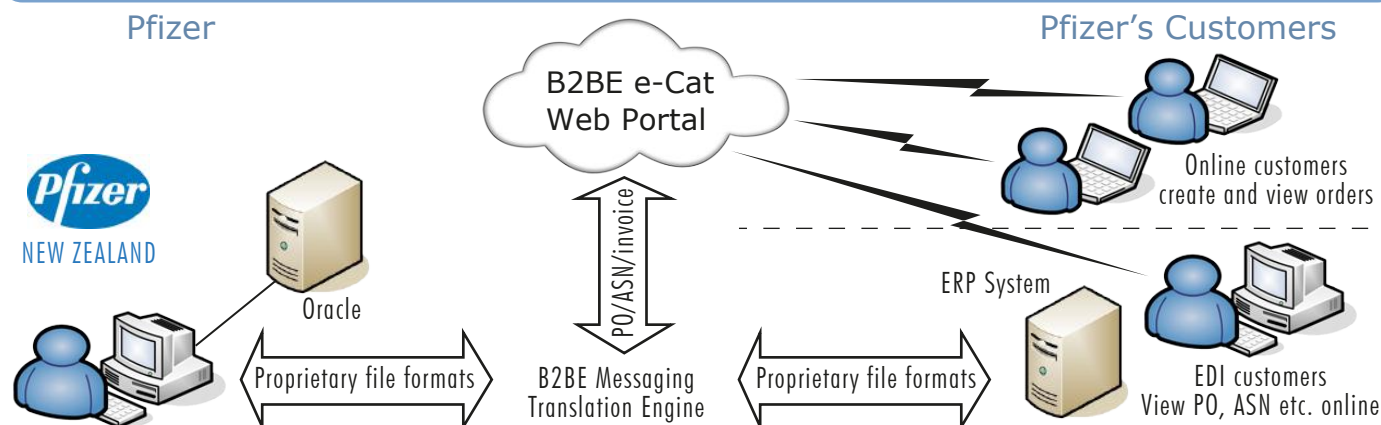 Pfizer
Pfizer's Customers
B2BE e-Cat
Web Portal
Online customers
create and view orders
Pfizer
NEW ZEALAND
Oracle
PO/ASN/invoice
ERP System
Proprietary file formats
B2BE Messaging
Translation Engine
Proprietary file formats
EDI customers
View PO, ASN etc. online